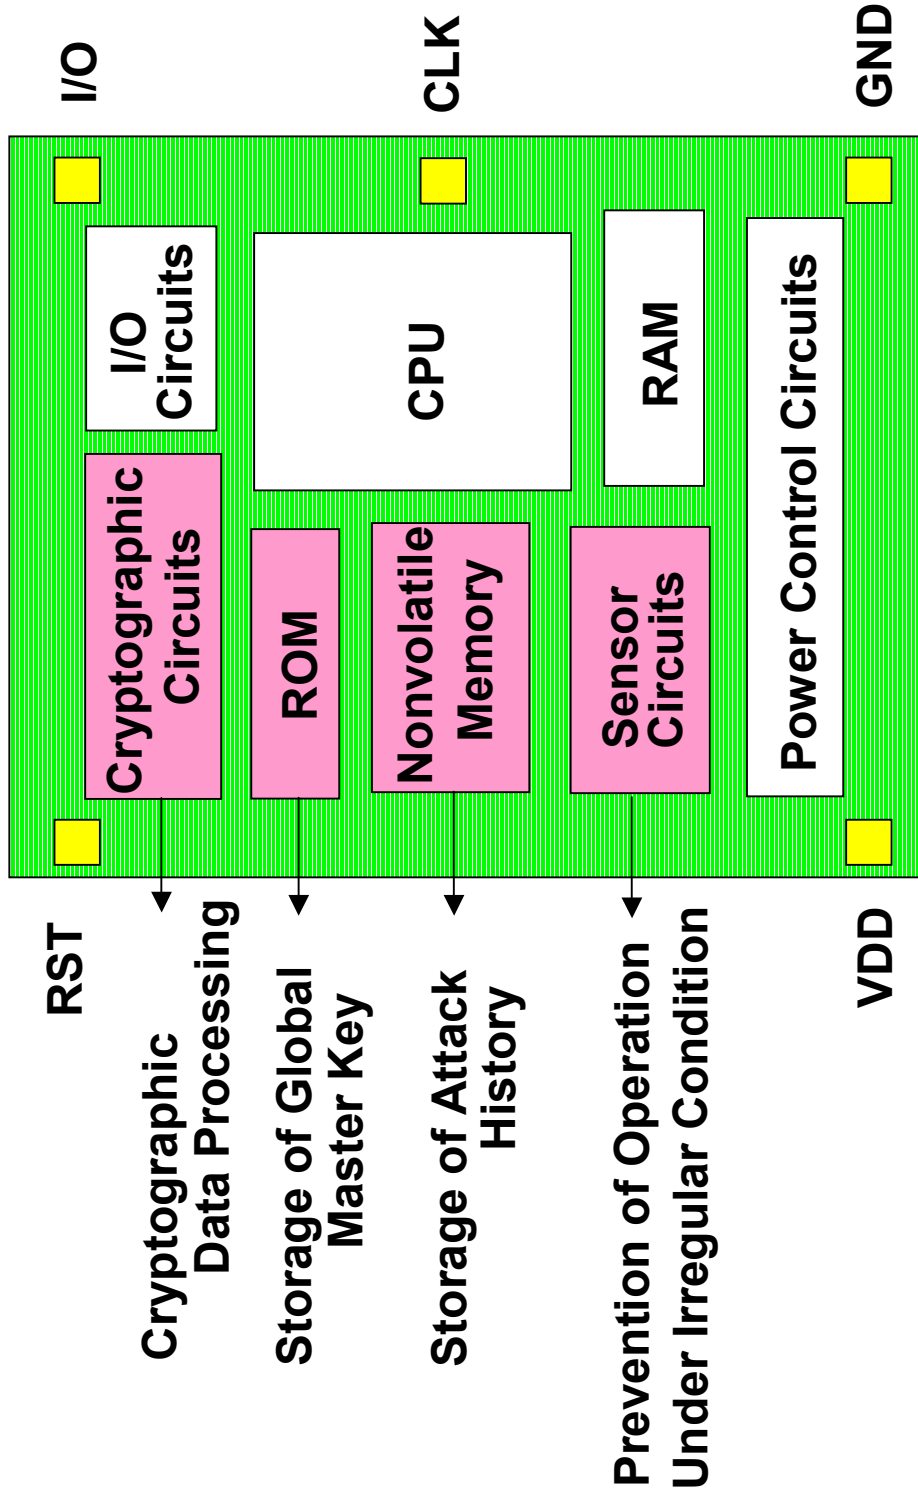 RST
Cryptographic
Data Processing
Storage of Global
Master Key
Storage of Attack
History
Prevention of Operation
Under Irregular Condition
VDD
Cryptographic
Circuits
ROM
Nonvolatile
Memory
Sensor
Circuits
I/O
Circuits
CPU
RAM
Power Control Circuits
I/O
CLK
GND